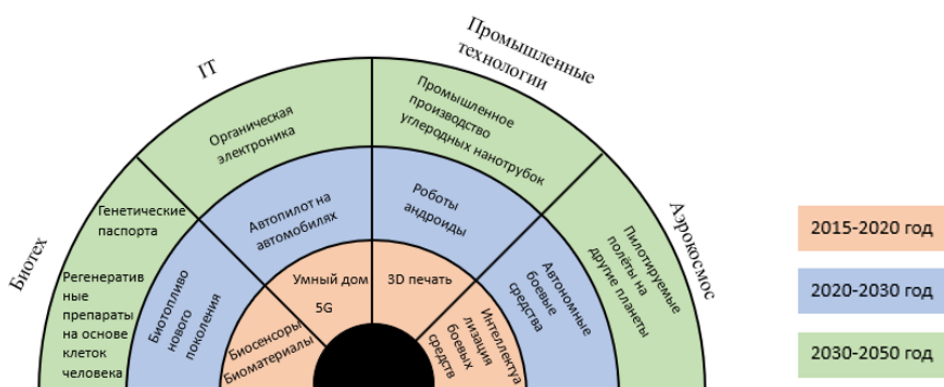 Биотех
IT
Промышленные
технологии
Аэрокосмос
Генетические
паспорта
Регенератив
ные
препараты
на основе
клеток
человека
Органическая
электроника
Промышленное
производство
углеродных нанотрубок
Пилотируемые
полёты на
другие планеты
Биотопливо
нового
поколения
Автопилот на
автомобилях
Роботы
андроиды
Автономные
боевые
средства
Биосенсоры
Биоматериалы
Умный дом
5G
3D печать
Интеллектуа
лизация
боевых
средств
2015-2020 год
2020-2030 год
2030-2050 год